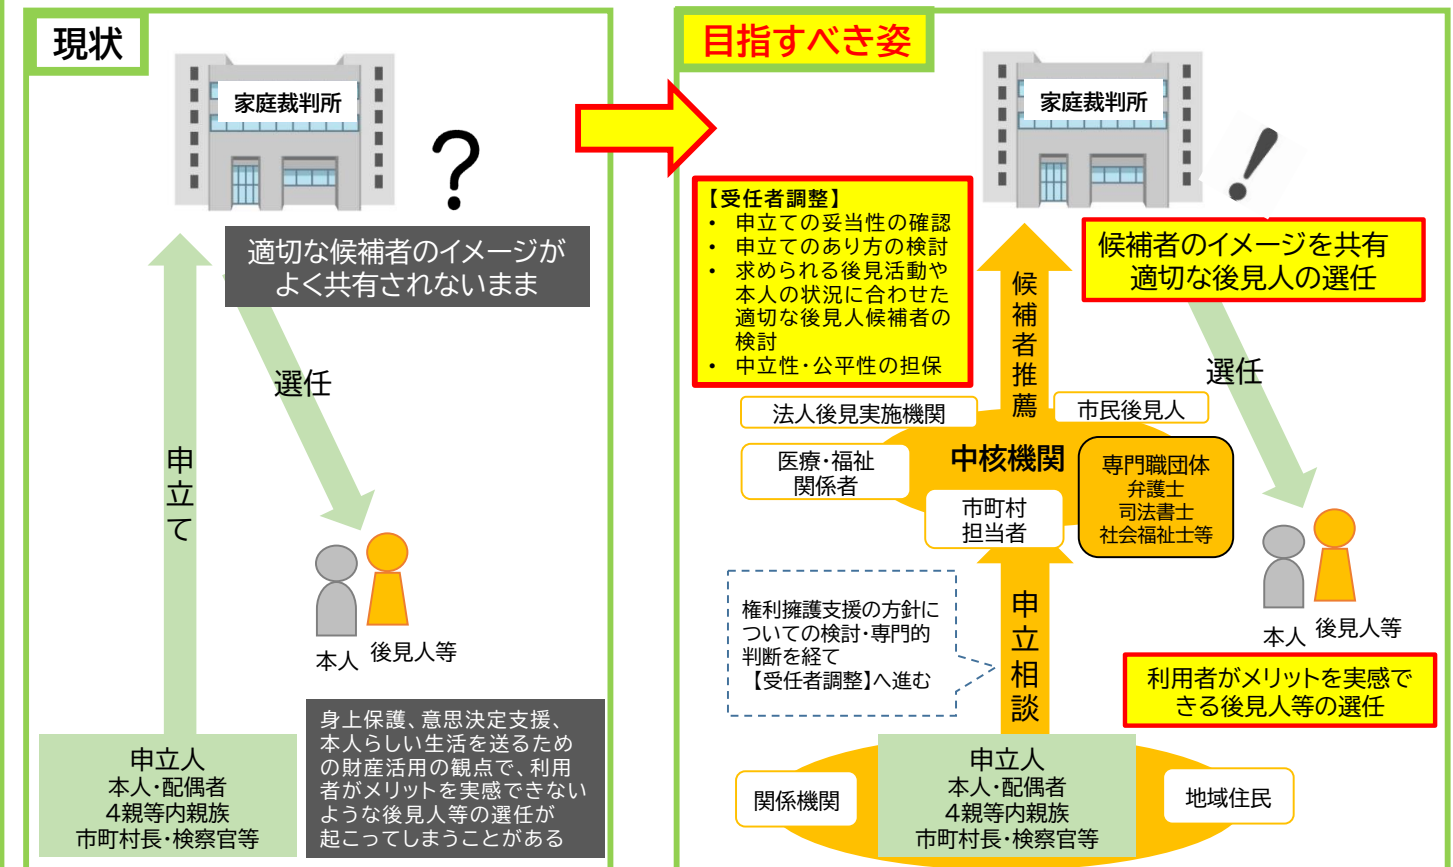 現状
家庭裁判所
?
適切な候補者のイメージが
よく共有されないまま
選任
申立て
本人
後見人等
申立人
本人・配偶者
4親等内親族
市町村長・検察官等
身上保護、意思決定支援、
本人らしい生活を送るため
の財産活用の観点で、利用
者がメリットを実感できない
ような後見人等の選任が
起こってしまうことがある
目指すべき姿
家庭裁判所
!
【受任者調整】
• 申立ての妥当性の確認
• 申立てのあり方の検討
• 求められる後見活動や
本人の状況に合わせた
適切な後見人候補者の
検討
• 中立性・公平性の担保
候補者のイメージを共有
適切な後見人の選任
候補者推薦
選任
法人後見実施機関
市民後見人
中核機関
医療・福祉
関係者
市町村
担当者
専門職団体
弁護士
司法書士
社会福祉士等
権利擁護支援の方針に
ついての検討・専門的
判断を経て
【受任者調整】へ進む
申立相談
本人
後見人等
利用者がメリットを実感で
きる後見人等の選任
関係機関
申立人
本人・配偶者
4親等内親族
市町村長・検察官等
地域住民